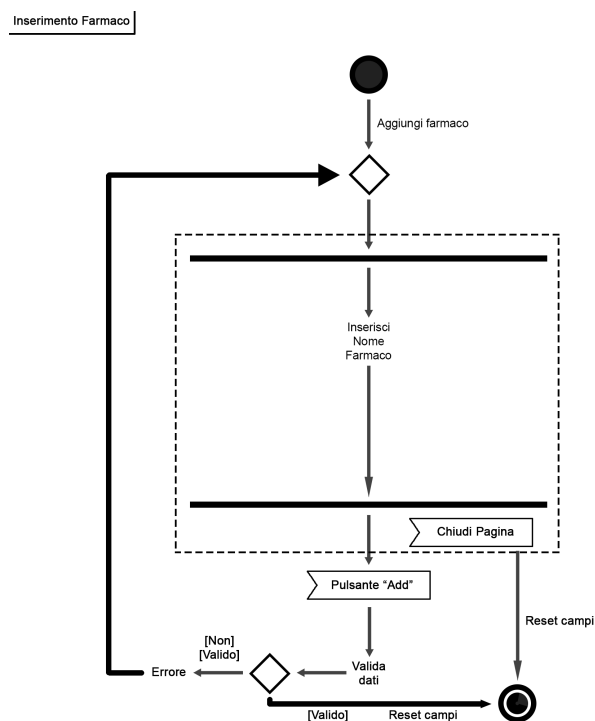 Inserimento Farmaco
Aggiungi farmaco
Inserisci
Nome
Farmaco
Chiudi Pagina
Pulsante “Add”
Reset campi
[Non]
[Valido]
Errore
Valida
dati
[Valido]
Reset campi